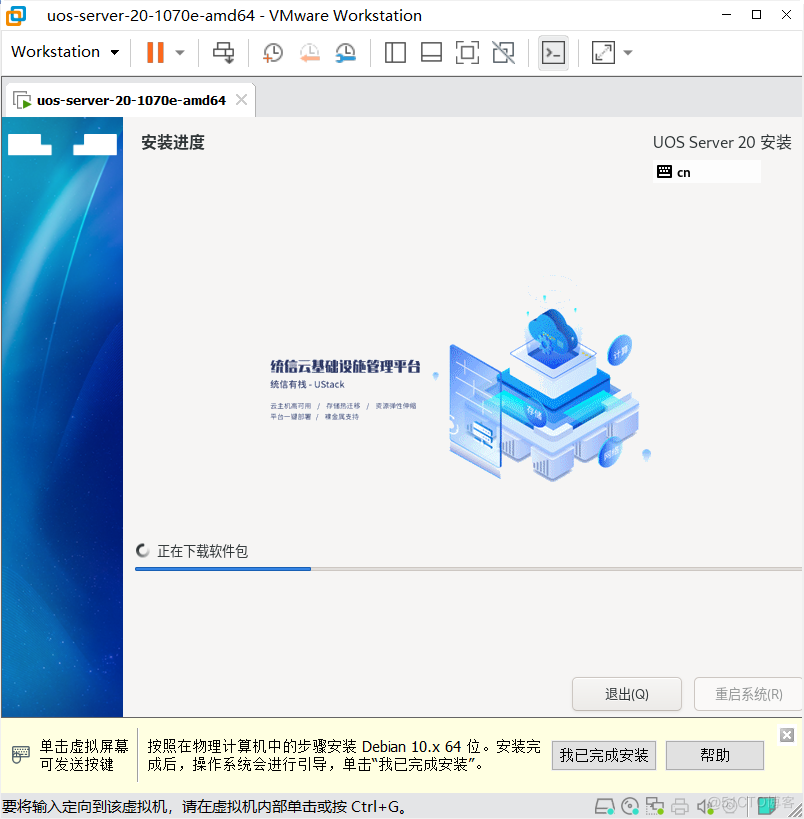 uos-server-20-1070e-amd64 - VMware Workstation
Workstation
uos-server-20-1070e-amd64
安装进度
UOS Server 20 安装
cn
统信云基础设施管理平台
统信有栈 - UStack
云主机高可用 / 存储热迁移 / 资源弹性伸缩
平台一键部署 / 裸金属支持
计算
存储
网络
正在下载软件包
退出(Q)
重启系统(R)
单击虚拟屏幕
可发送按键
按照在物理计算机中的步骤安装 Debian 10.x 64 位。安装完
成后，操作系统会进行引导，单击“我已完成安装”。
我已完成安装
帮助
要将输入定向到该虚拟机，请在虚拟机内部单击或按 Ctrl+G。
@51CTO博客